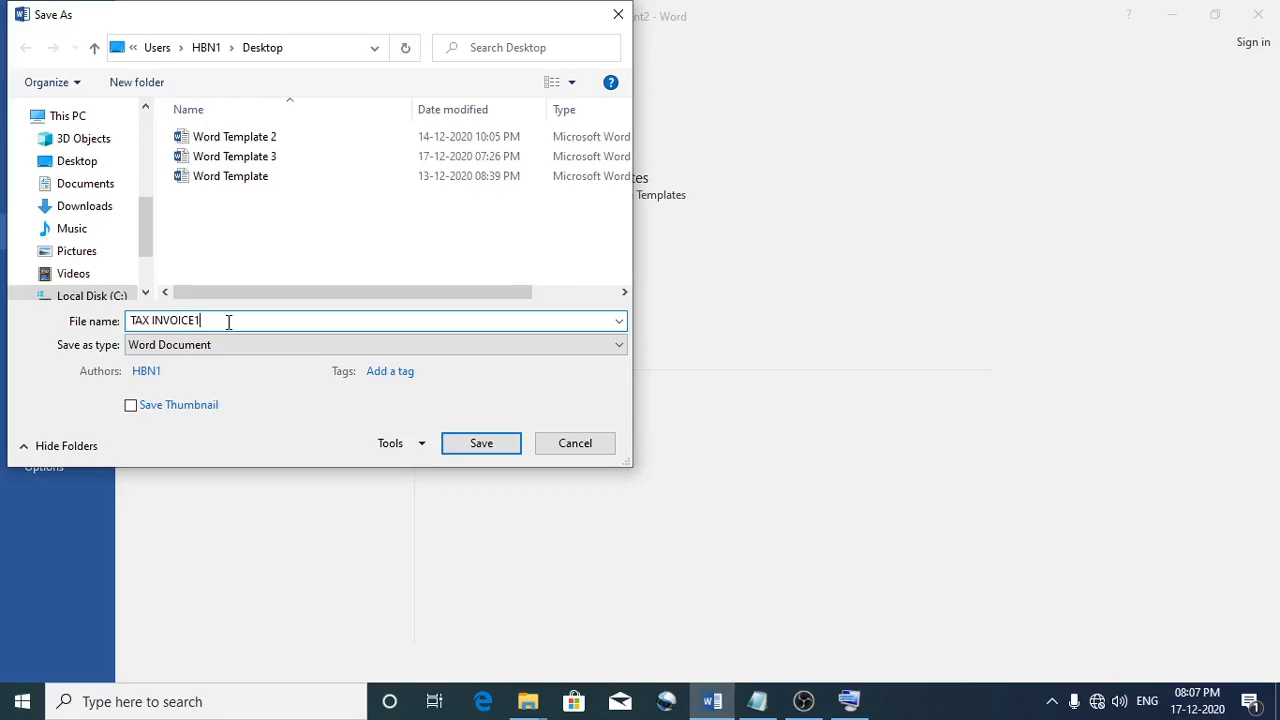 Save As
nt2 - Word
Sign in
Users > HBN1 > Desktop
Search Desktop
Organize
New folder
Name
Date modified
Type
This PC
3D Objects
Desktop
Documents
Downloads
Music
Pictures
Videos
Local Disk (C:)
Word Template 2 14-12-2020 10:05 PM Microsoft Word
Word Template 3 17-12-2020 07:26 PM Microsoft Word
Word Template 13-12-2020 08:39 PM Microsoft Word
tes
Templates
File name: TAX INVOICE1
Save as type: Word Document
Authors: HBN1
Tags: Add a tag
Save Thumbnail
Hide Folders
Tools
Save
Cancel
Options
Type here to search
ENG
08:07 PM
17-12-2020
1